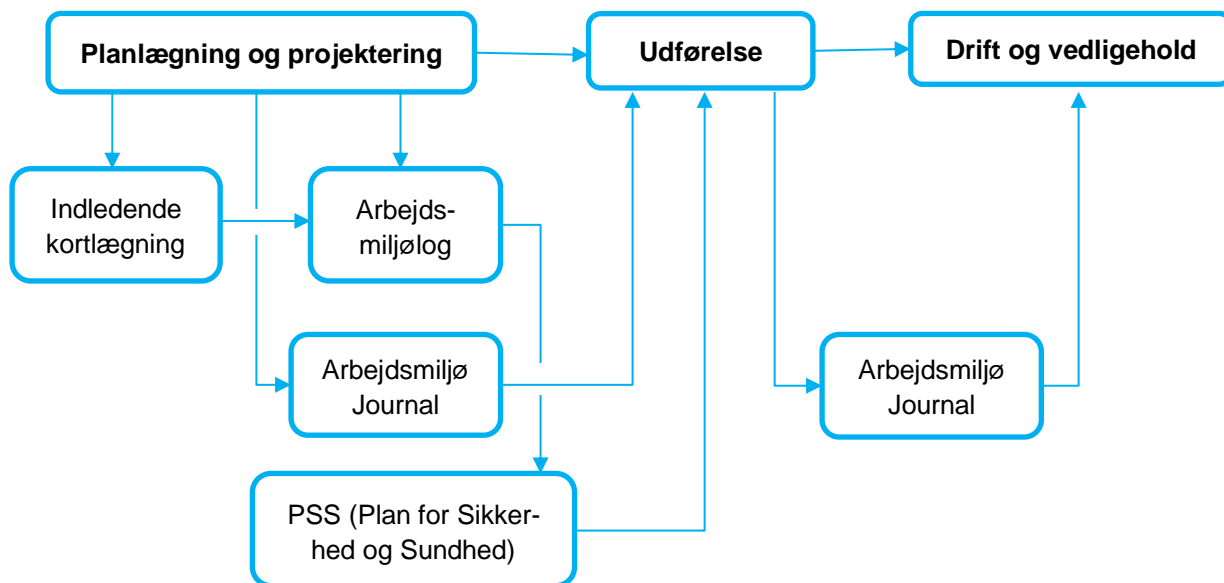 Planlægning og projektering
Udførelse
Drift og vedligehold
Indledende
kortlægning
Arbejds-
miljølog
Arbejdsmiljø
Journal
Arbejdsmiljø
Journal
PSS (Plan for Sikker-
hed og Sundhed)